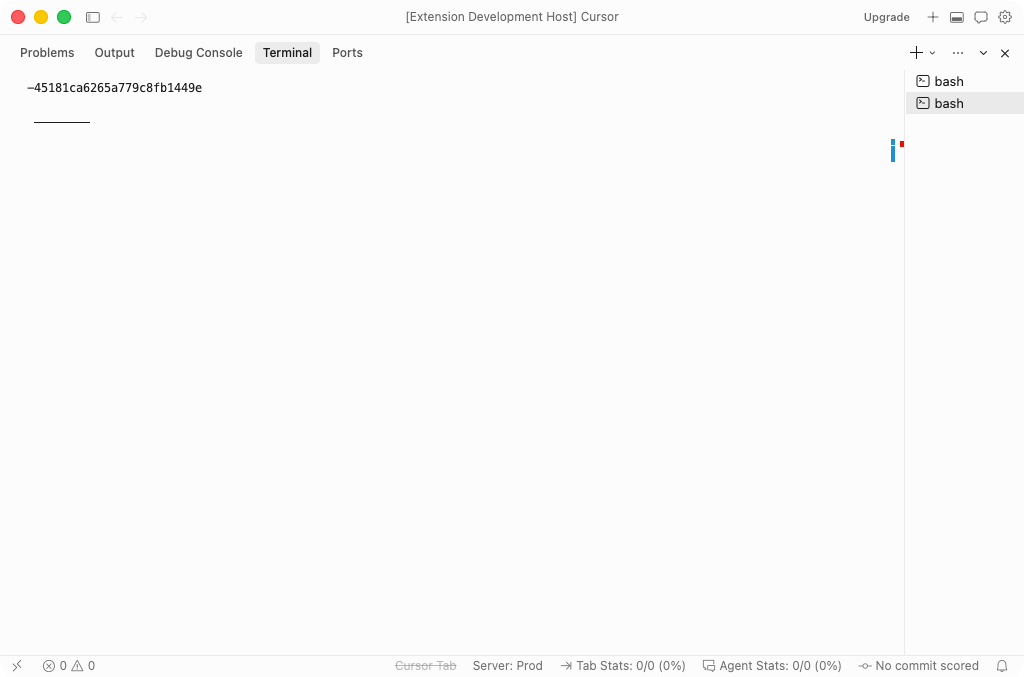 [Extension Development Host] Cursor
Upgrade
Problems
Output
Debug Console
Terminal
Ports
—45181ca6265a779c8fb1449e
________
bash
bash
0
0
Cursor Tab
Server: Prod
Tab Stats: 0/0 (0%)
Agent Stats: 0/0 (0%)
No commit scored